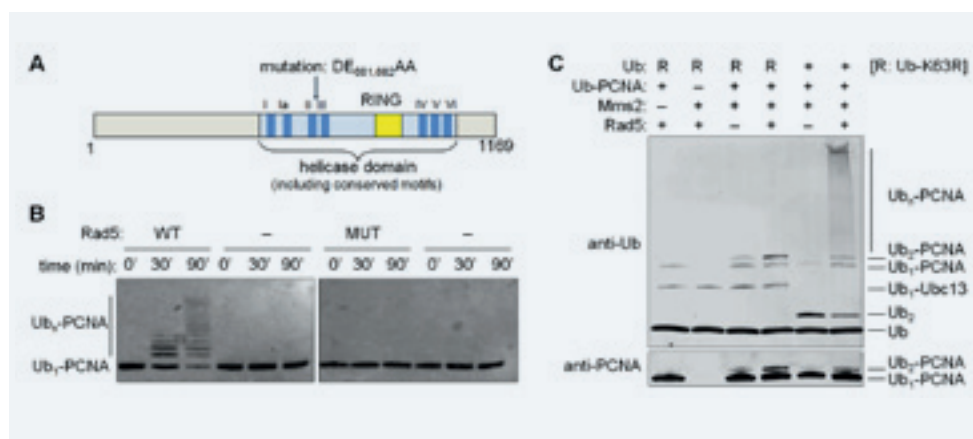 A
mutation: DE681,682AA
I Ia II III RING IV V VI
1 1169
helicase domain
(including conserved motifs)
B
Rad5: WT – MUT –
time (min): 0' 30' 90' 0' 30' 90' 0' 30' 90' 0' 30' 90'
Ubn-PCNA
Ub1-PCNA
C
Ub: R R R R + + [R: Ub-K63R]
Ub-PCNA: + – + + + +
Mms2: – + + + + +
Rad5: + + – + – +
anti-Ub
Ubn-PCNA
Ub2-PCNA
Ub1-PCNA
Ub1-Ubc13
Ub2
Ub
anti-PCNA
Ub2-PCNA
Ub1-PCNA